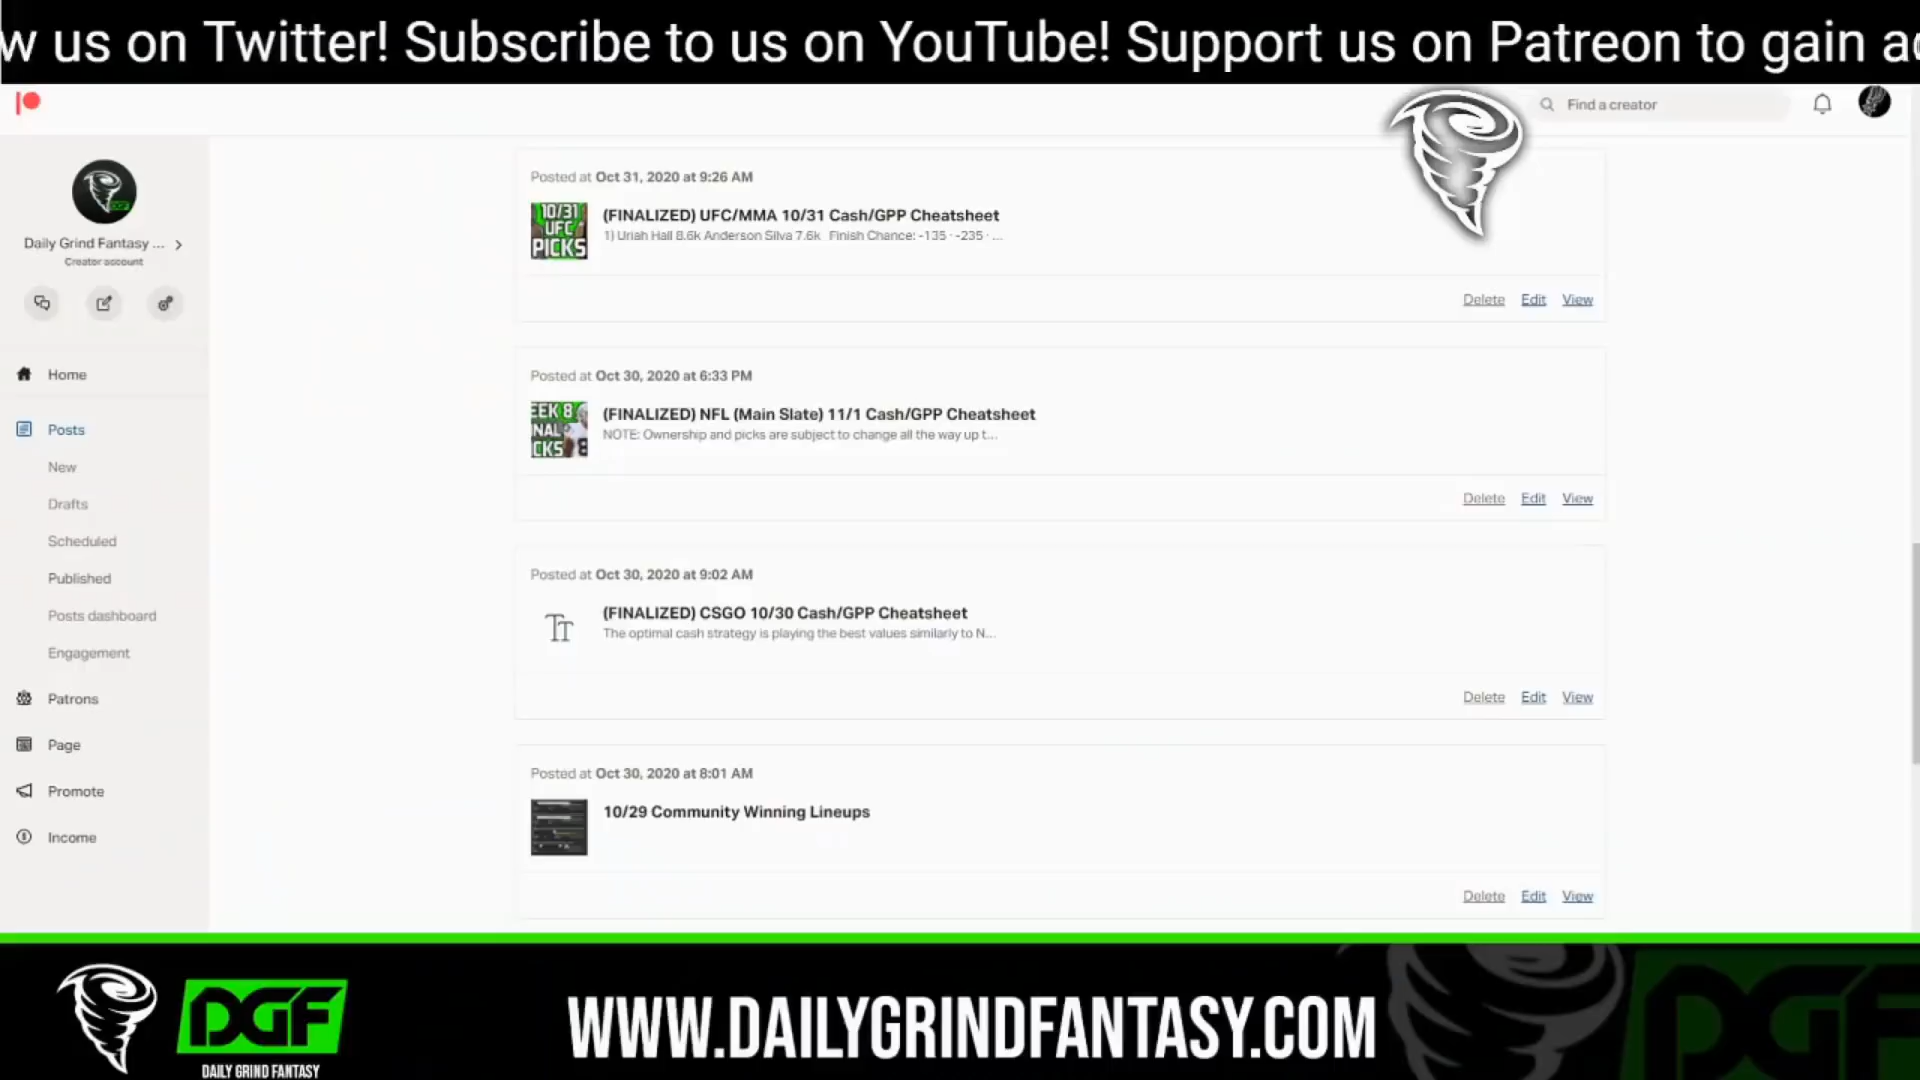 w us on Twitter! Subscribe to us on YouTube! Support us on Patreon to gain ac
Find a creator
Daily Grind Fantasy ...
Creator account
Home
Posts
New
Drafts
Scheduled
Published
Posts dashboard
Engagement
Patrons
Page
Promote
Income
Posted at Oct 31, 2020 at 9:26 AM
10/31
UFC
PICKS
(FINALIZED) UFC/MMA 10/31 Cash/GPP Cheatsheet
1) Uriah Hall 8.6k Anderson Silva 7.6k Finish Chance: -135 · -235 · ...
Delete Edit View
Posted at Oct 30, 2020 at 6:33 PM
EEK 8
NAL
CKS
(FINALIZED) NFL (Main Slate) 11/1 Cash/GPP Cheatsheet
NOTE: Ownership and picks are subject to change all the way up t...
Delete Edit View
Posted at Oct 30, 2020 at 9:02 AM
TT
(FINALIZED) CSGO 10/30 Cash/GPP Cheatsheet
The optimal cash strategy is playing the best values similarly to N...
Delete Edit View
Posted at Oct 30, 2020 at 8:01 AM
10/29 Community Winning Lineups
Delete Edit View
DGF
DAILY GRIND FANTASY
WWW.DAILYGRINDFANTASY.COM
DGF